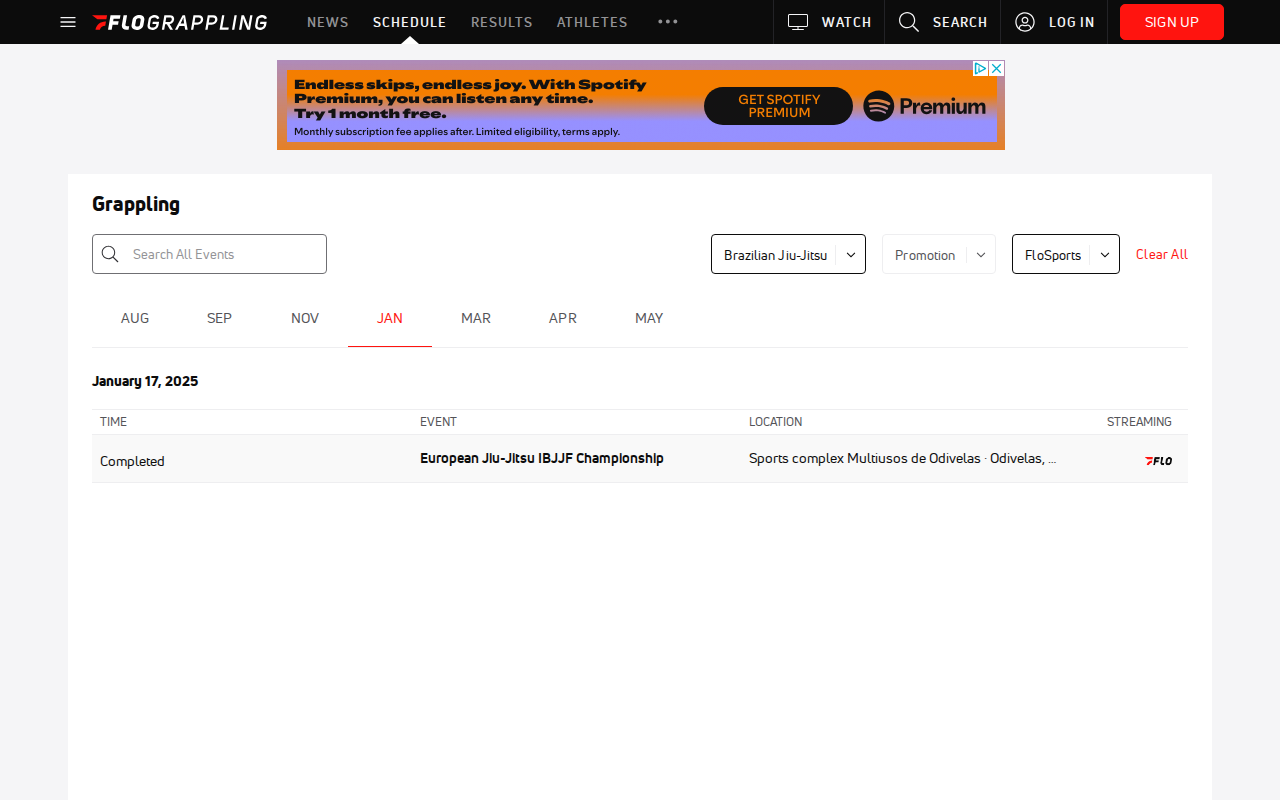 FLOGRAPPLING NEWS SCHEDULE RESULTS ATHLETES ••• WATCH SEARCH LOG IN SIGN UP
Endless skips, endless joy. With Spotify
Premium, you can listen any time.
Try 1 month free.
Monthly subscription fee applies after. Limited eligibility, terms apply.
GET SPOTIFY
PREMIUM
Premium
Grappling
Search All Events Brazilian Jiu-Jitsu Promotion FloSports Clear All
AUG SEP NOV JAN MAR APR MAY
January 17, 2025
TIME EVENT LOCATION STREAMING
Completed European Jiu-Jitsu IBJJF Championship Sports complex Multiusos de Odivelas · Odivelas, ... FLO